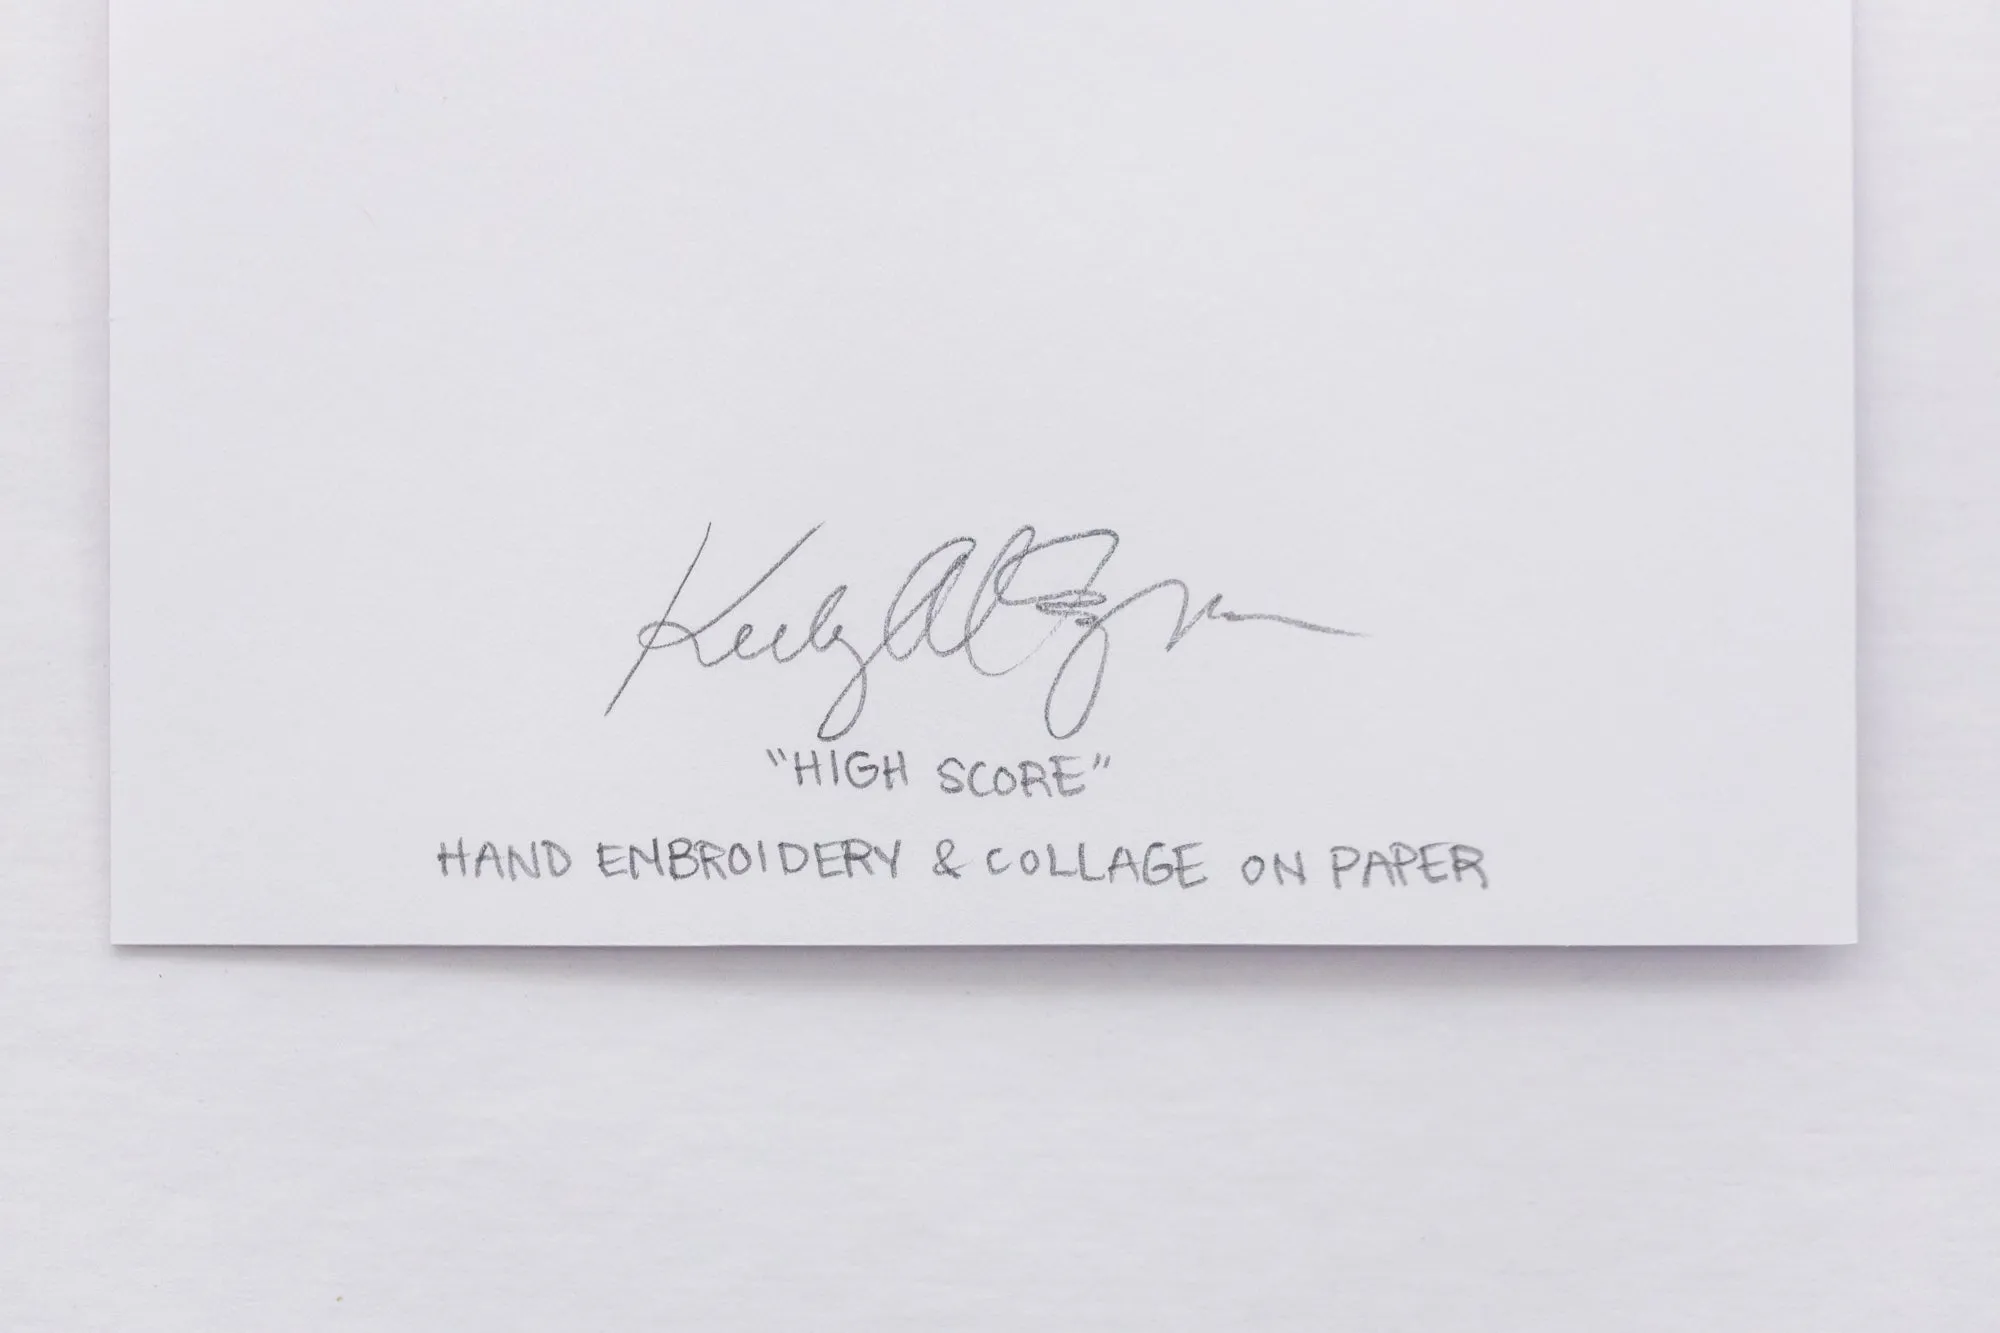 "HIGH SCORE"
HAND EMBROIDERY & COLLAGE ON PAPER